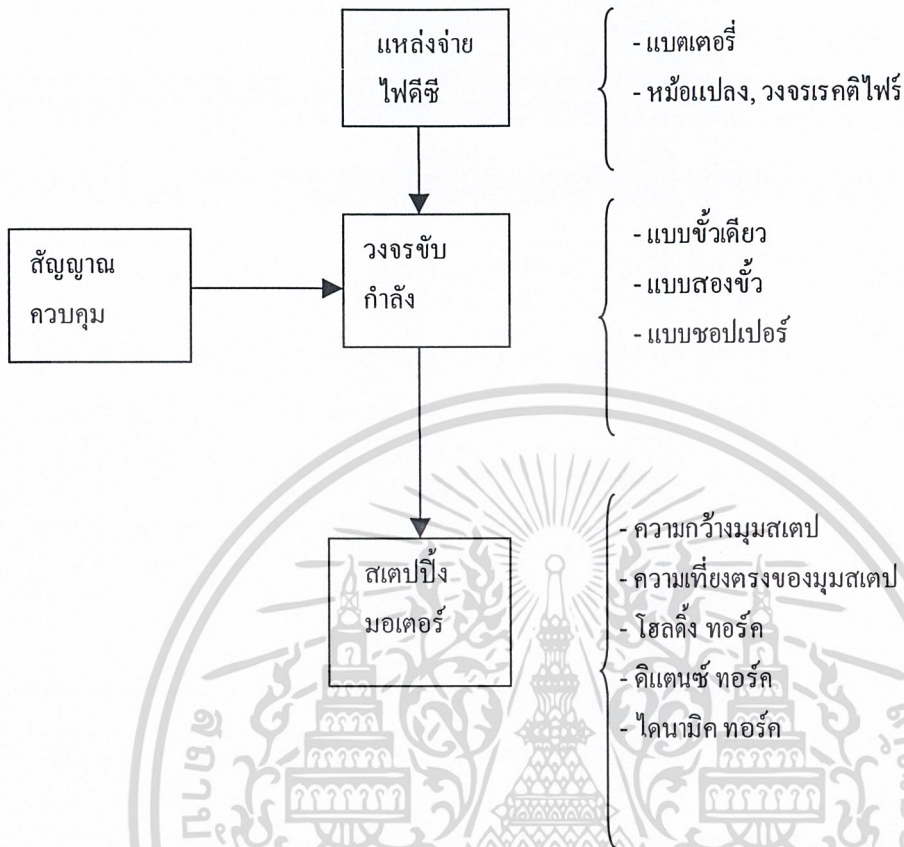 แหล่งจ่าย
ไฟดีซี
- แบตเตอรี่
- หม้อแปลง, วงจรเรคติไฟร์
สัญญาณ
ควบคุม
วงจรขับ
กำลัง
- แบบขั้วเดียว
- แบบสองขั้ว
- แบบชอปเปอร์
สเตปปิ้ง
มอเตอร์
- ความกว้างมุมสเตป
- ความเที่ยงตรงของมุมสเตป
- โฮลดิ้ง ทอร์ค
- ดิแตนซ์ ทอร์ค
- ไดนามิค ทอร์ค